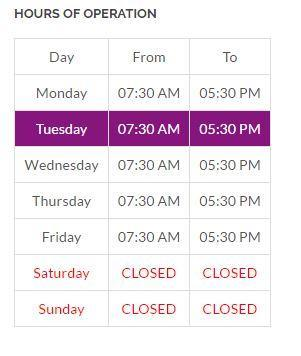 HOURS OF OPERATION
Day From To
Monday 07:30 AM 05:30 PM
Tuesday 07:30 AM 05:30 PM
Wednesday 07:30 AM 05:30 PM
Thursday 07:30 AM 05:30 PM
Friday 07:30 AM 05:30 PM
Saturday CLOSED CLOSED
Sunday CLOSED CLOSED